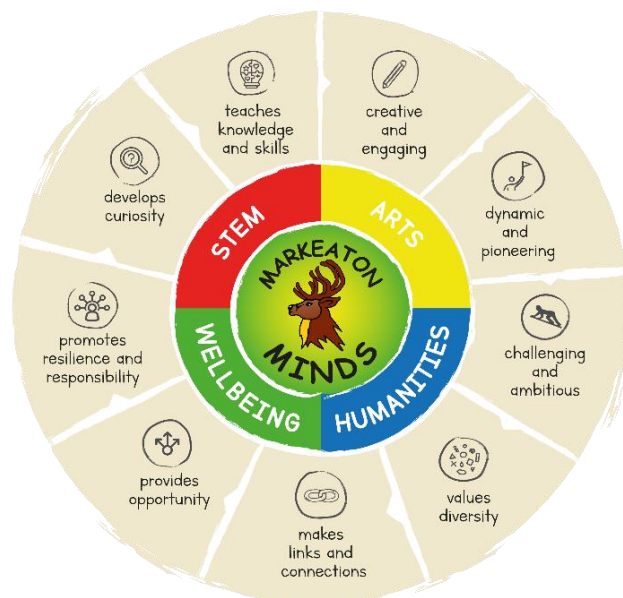 teaches
knowledge
and skills
creative
and
engaging
dynamic
and
pioneering
challenging
and
ambitious
values
diversity
makes
links and
connections
provides
opportunity
promotes
resilience and
responsibility
develops
curiosity
STEM
ARTS
HUMANITIES
WELLBEING
MARKEATON
MINDS
?